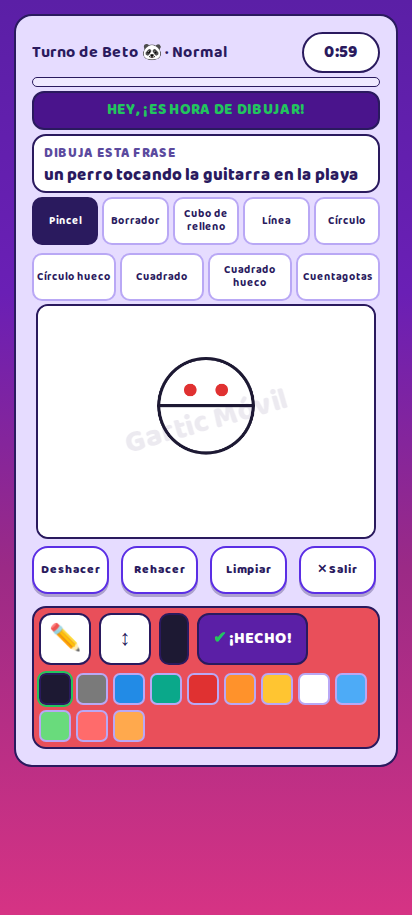 Turno de Beto 🐼 · Normal
0:59
HEY, ¡ES HORA DE DIBUJAR!
DIBUJA ESTA FRASE
un perro tocando la guitarra en la playa
Pincel
Borrador
Cubo de
relleno
Línea
Círculo
Círculo hueco
Cuadrado
Cuadrado
hueco
Cuentagotas
Gartic Móvil
Deshacer
Rehacer
Limpiar
✕ Salir
✔ ¡HECHO!